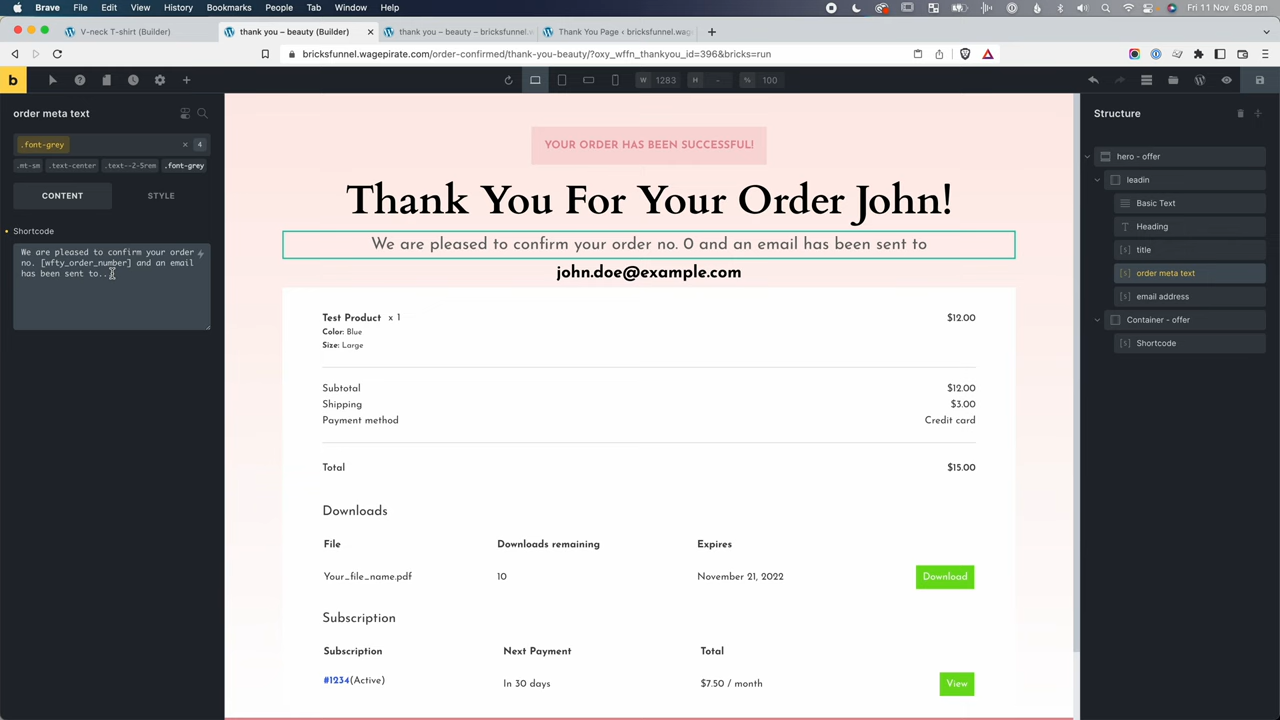 Brave File Edit View History Bookmarks People Tab Window Help
Fri 11 Nov 6:08 pm
V-neck T-shirt (Builder)
thank you – beauty (Builder)
thank you – beauty – bricksfunnel
Thank You Page ‹ bricksfunnel.wage
bricksfunnel.wagepirate.com/order-confirmed/thank-you-beauty/?oxy_wffn_thankyou_id=396&bricks=run
b
W 1283 H - % 100
order meta text
.font-grey
4
.mt-sm .text-center .text--2-5rem .font-grey
CONTENT STYLE
Shortcode
We are pleased to confirm your order
no. [wfty_order_number] and an email
has been sent to...
YOUR ORDER HAS BEEN SUCCESSFUL!
Thank You For Your Order John!
We are pleased to confirm your order no. 0 and an email has been sent to
john.doe@example.com
Test Product x 1 $12.00
Color: Blue
Size: Large
Subtotal $12.00
Shipping $3.00
Payment method Credit card
Total $15.00
Downloads
File Downloads remaining Expires
Your_file_name.pdf 10 November 21, 2022 Download
Subscription
Subscription Next Payment Total
#1234(Active) In 30 days $7.50 / month View
Structure
hero - offer
leadin
Basic Text
Heading
title
order meta text
email address
Container - offer
Shortcode